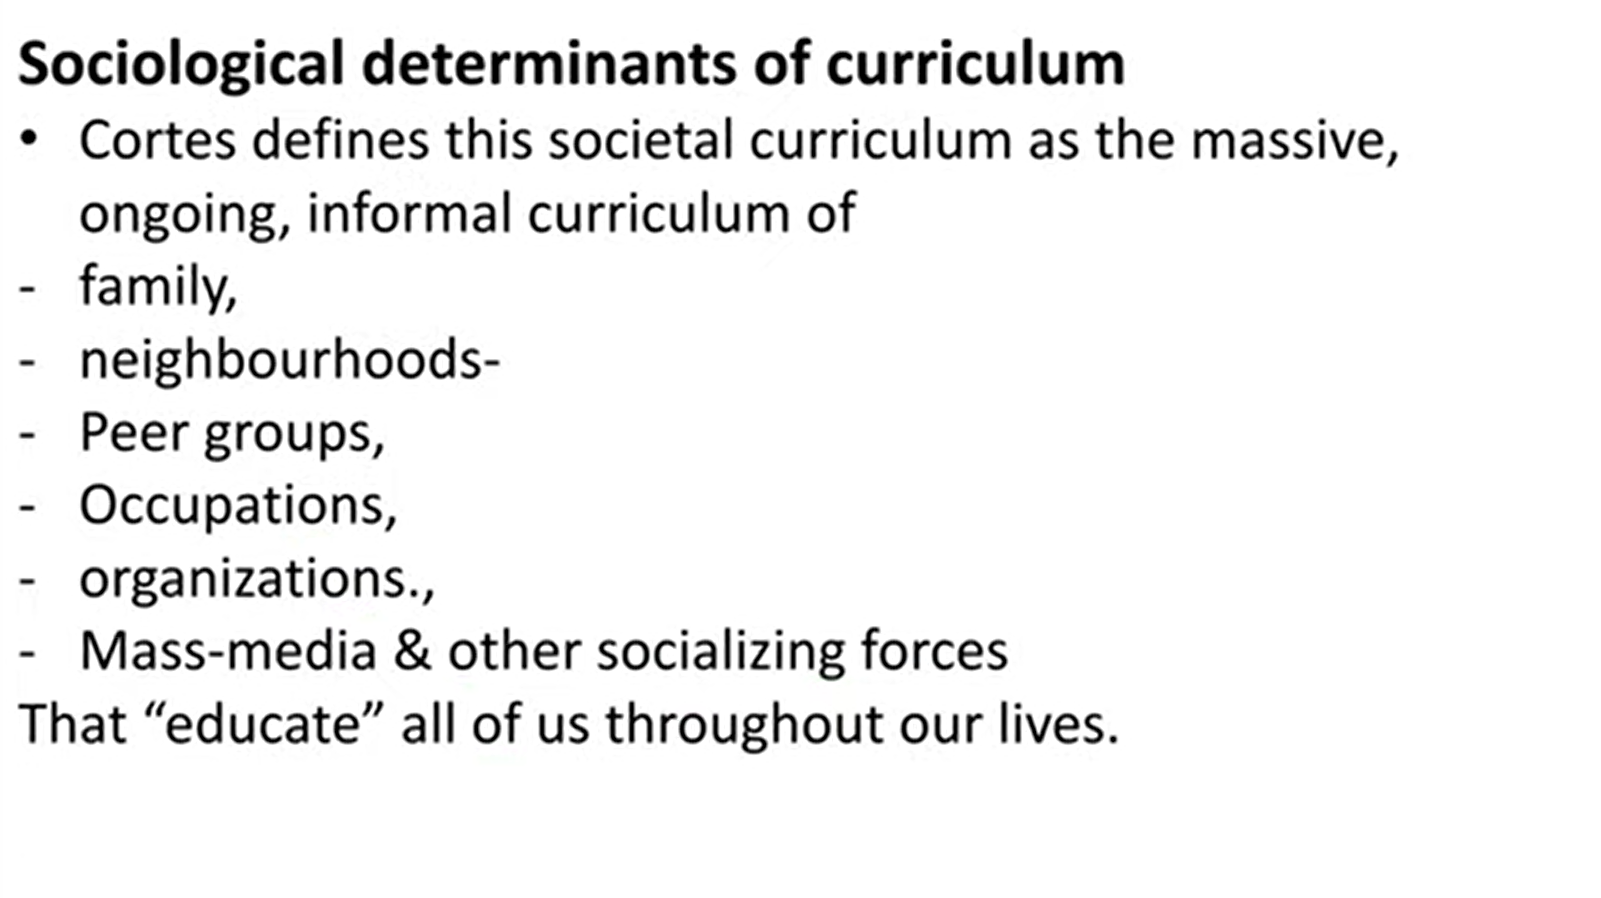 Sociological determinants of curriculum
• Cortes defines this societal curriculum as the massive,
ongoing, informal curriculum of
- family,
- neighbourhoods-
- Peer groups,
- Occupations,
- organizations.,
- Mass-media & other socializing forces
That “educate” all of us throughout our lives.